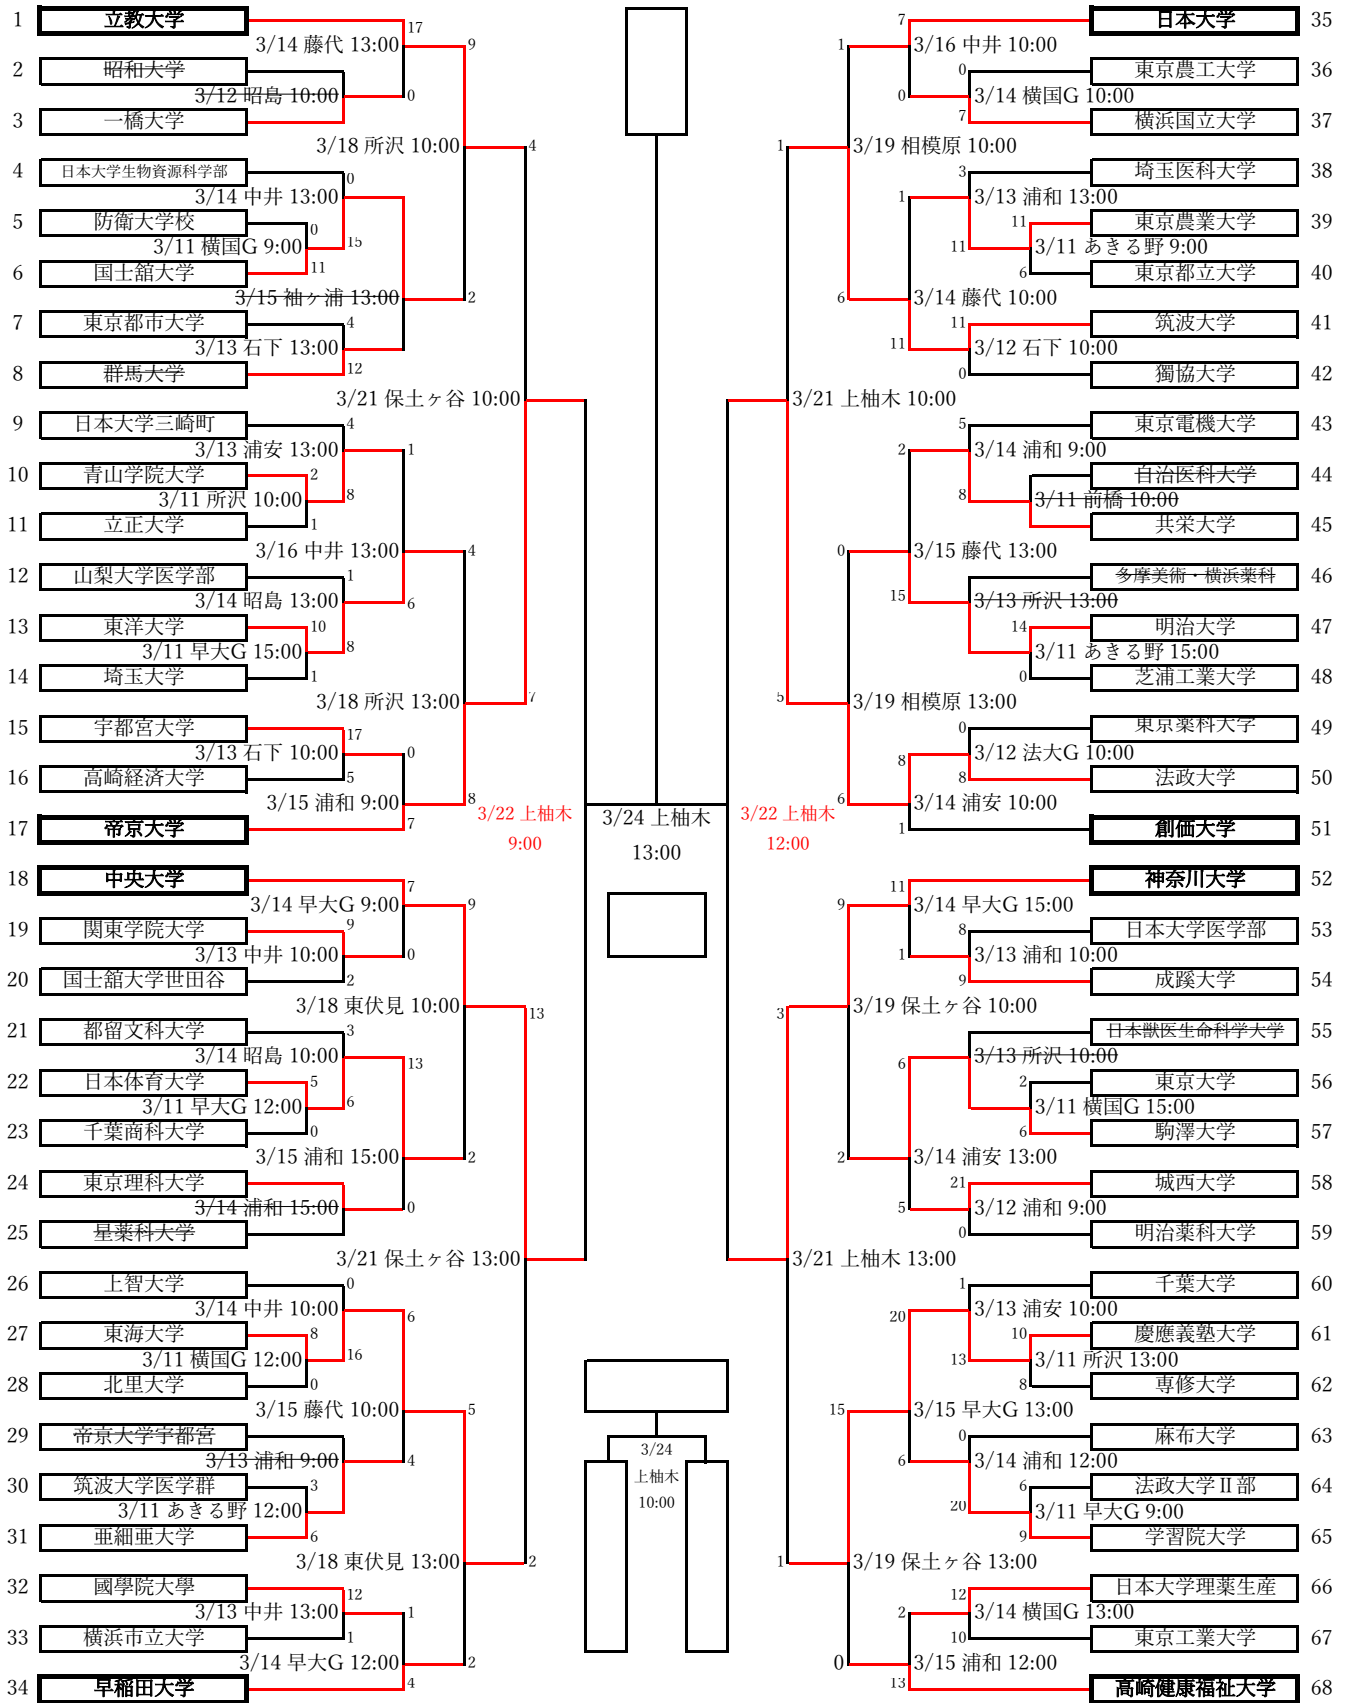 1 立教大学
17
3/14 藤代 13:00
9
2 昭和大学
3/12 昭島 10:00
0
3 一橋大学
3/18 所沢 10:00
4
4 日本大学生物資源科学部
0
3/14 中井 13:00
5 防衛大学校
0
3/11 横国G 9:00
15
6 国士舘大学
11
3/15 袖ヶ浦 13:00
2
7 東京都市大学
4
3/13 石下 13:00
8 群馬大学
12
3/21 保土ヶ谷 10:00
9 日本大学三崎町
4
3/13 浦安 13:00
1
10 青山学院大学
2
3/11 所沢 10:00
8
11 立正大学
1
3/16 中井 13:00
4
12 山梨大学医学部
1
3/14 昭島 13:00
6
13 東洋大学
10
3/11 早大G 15:00
8
14 埼玉大学
1
3/18 所沢 13:00
7
15 宇都宮大学
17
3/13 石下 10:00
0
16 高崎経済大学
5
3/15 浦和 9:00
8
17 帝京大学
7
3/22 上柚木
9:00
18 中央大学
7
3/14 早大G 9:00
9
19 関東学院大学
9
3/13 中井 10:00
0
20 国士舘大学世田谷
2
3/18 東伏見 10:00
13
21 都留文科大学
3
3/14 昭島 10:00
13
22 日本体育大学
5
3/11 早大G 12:00
6
23 千葉商科大学
0
3/15 浦和 15:00
2
24 東京理科大学
3/14 浦和 15:00
0
25 星薬科大学
3/21 保土ヶ谷 13:00
26 上智大学
0
3/14 中井 10:00
6
27 東海大学
8
3/11 横国G 12:00
16
28 北里大学
0
3/15 藤代 10:00
5
29 帝京大学宇都宮
3/13 浦和 9:00
4
30 筑波大学医学群
3
3/11 あきる野 12:00
31 亜細亜大学
6
3/18 東伏見 13:00
2
32 國學院大學
12
3/13 中井 13:00
1
33 横浜市立大学
1
3/14 早大G 12:00
2
34 早稲田大学
4
3/24 上柚木
13:00
3/24
上柚木
10:00
7
日本大学 35
1
3/16 中井 10:00
0
東京農工大学 36
0
3/14 横国G 10:00
7
横浜国立大学 37
1
3/19 相模原 10:00
3
埼玉医科大学 38
1
3/13 浦和 13:00
11
東京農業大学 39
11
3/11 あきる野 9:00
6
東京都立大学 40
6
3/14 藤代 10:00
11
筑波大学 41
11
3/12 石下 10:00
0
獨協大学 42
3/21 上柚木 10:00
5
東京電機大学 43
2
3/14 浦和 9:00
自治医科大学 44
8
3/11 前橋 10:00
共栄大学 45
0
3/15 藤代 13:00
多摩美術・横浜薬科 46
15
3/13 所沢 13:00
14
明治大学 47
3/11 あきる野 15:00
0
芝浦工業大学 48
5
3/19 相模原 13:00
0
東京薬科大学 49
8
3/12 法大G 10:00
8
法政大学 50
6
3/14 浦安 10:00
1
創価大学 51
3/22 上柚木
12:00
11
神奈川大学 52
9
3/14 早大G 15:00
8
日本大学医学部 53
1
3/13 浦和 10:00
9
成蹊大学 54
3
3/19 保土ヶ谷 10:00
日本獣医生命科学大学 55
6
3/13 所沢 10:00
2
東京大学 56
3/11 横国G 15:00
6
駒澤大学 57
2
3/14 浦安 13:00
21
城西大学 58
5
3/12 浦和 9:00
0
明治薬科大学 59
3/21 上柚木 13:00
1
千葉大学 60
20
3/13 浦安 10:00
10
慶應義塾大学 61
13
3/11 所沢 13:00
8
専修大学 62
15
3/15 早大G 13:00
0
麻布大学 63
6
3/14 浦和 12:00
6
法政大学Ⅱ部 64
20
3/11 早大G 9:00
9
学習院大学 65
1
3/19 保土ヶ谷 13:00
12
日本大学理薬生産 66
2
3/14 横国G 13:00
10
東京工業大学 67
0
3/15 浦和 12:00
13
高崎健康福祉大学 68